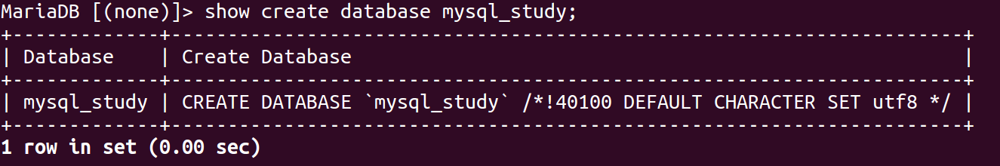 MariaDB [(none)]> show create database mysql_study;
+-------------+----------------------------------------------------------------------+
| Database    | Create Database                                                      |
+-------------+----------------------------------------------------------------------+
| mysql_study | CREATE DATABASE `mysql_study` /*!40100 DEFAULT CHARACTER SET utf8 */ |
+-------------+----------------------------------------------------------------------+
1 row in set (0.00 sec)